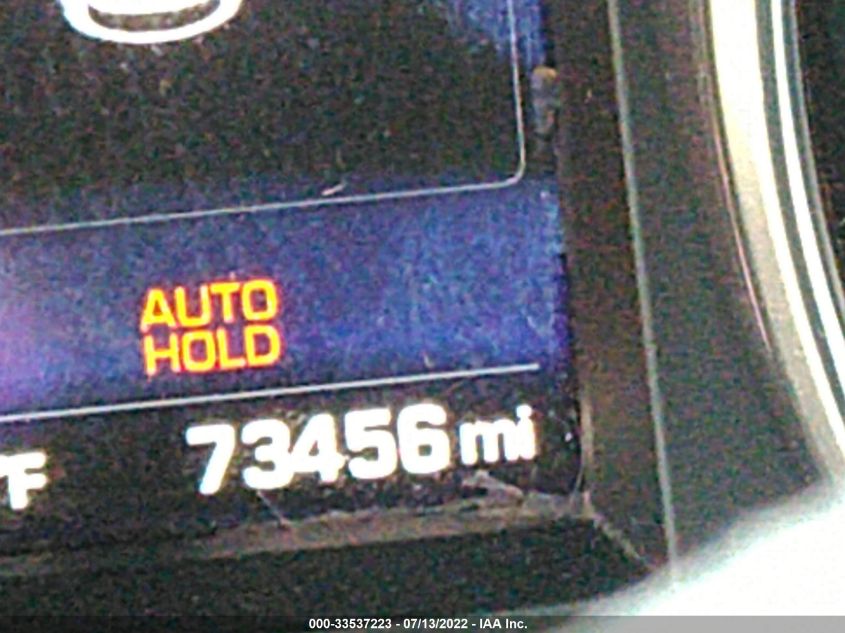 AUTO
HOLD
°F
73456 mi
000-33537223 - 07/13/2022 - IAA Inc.